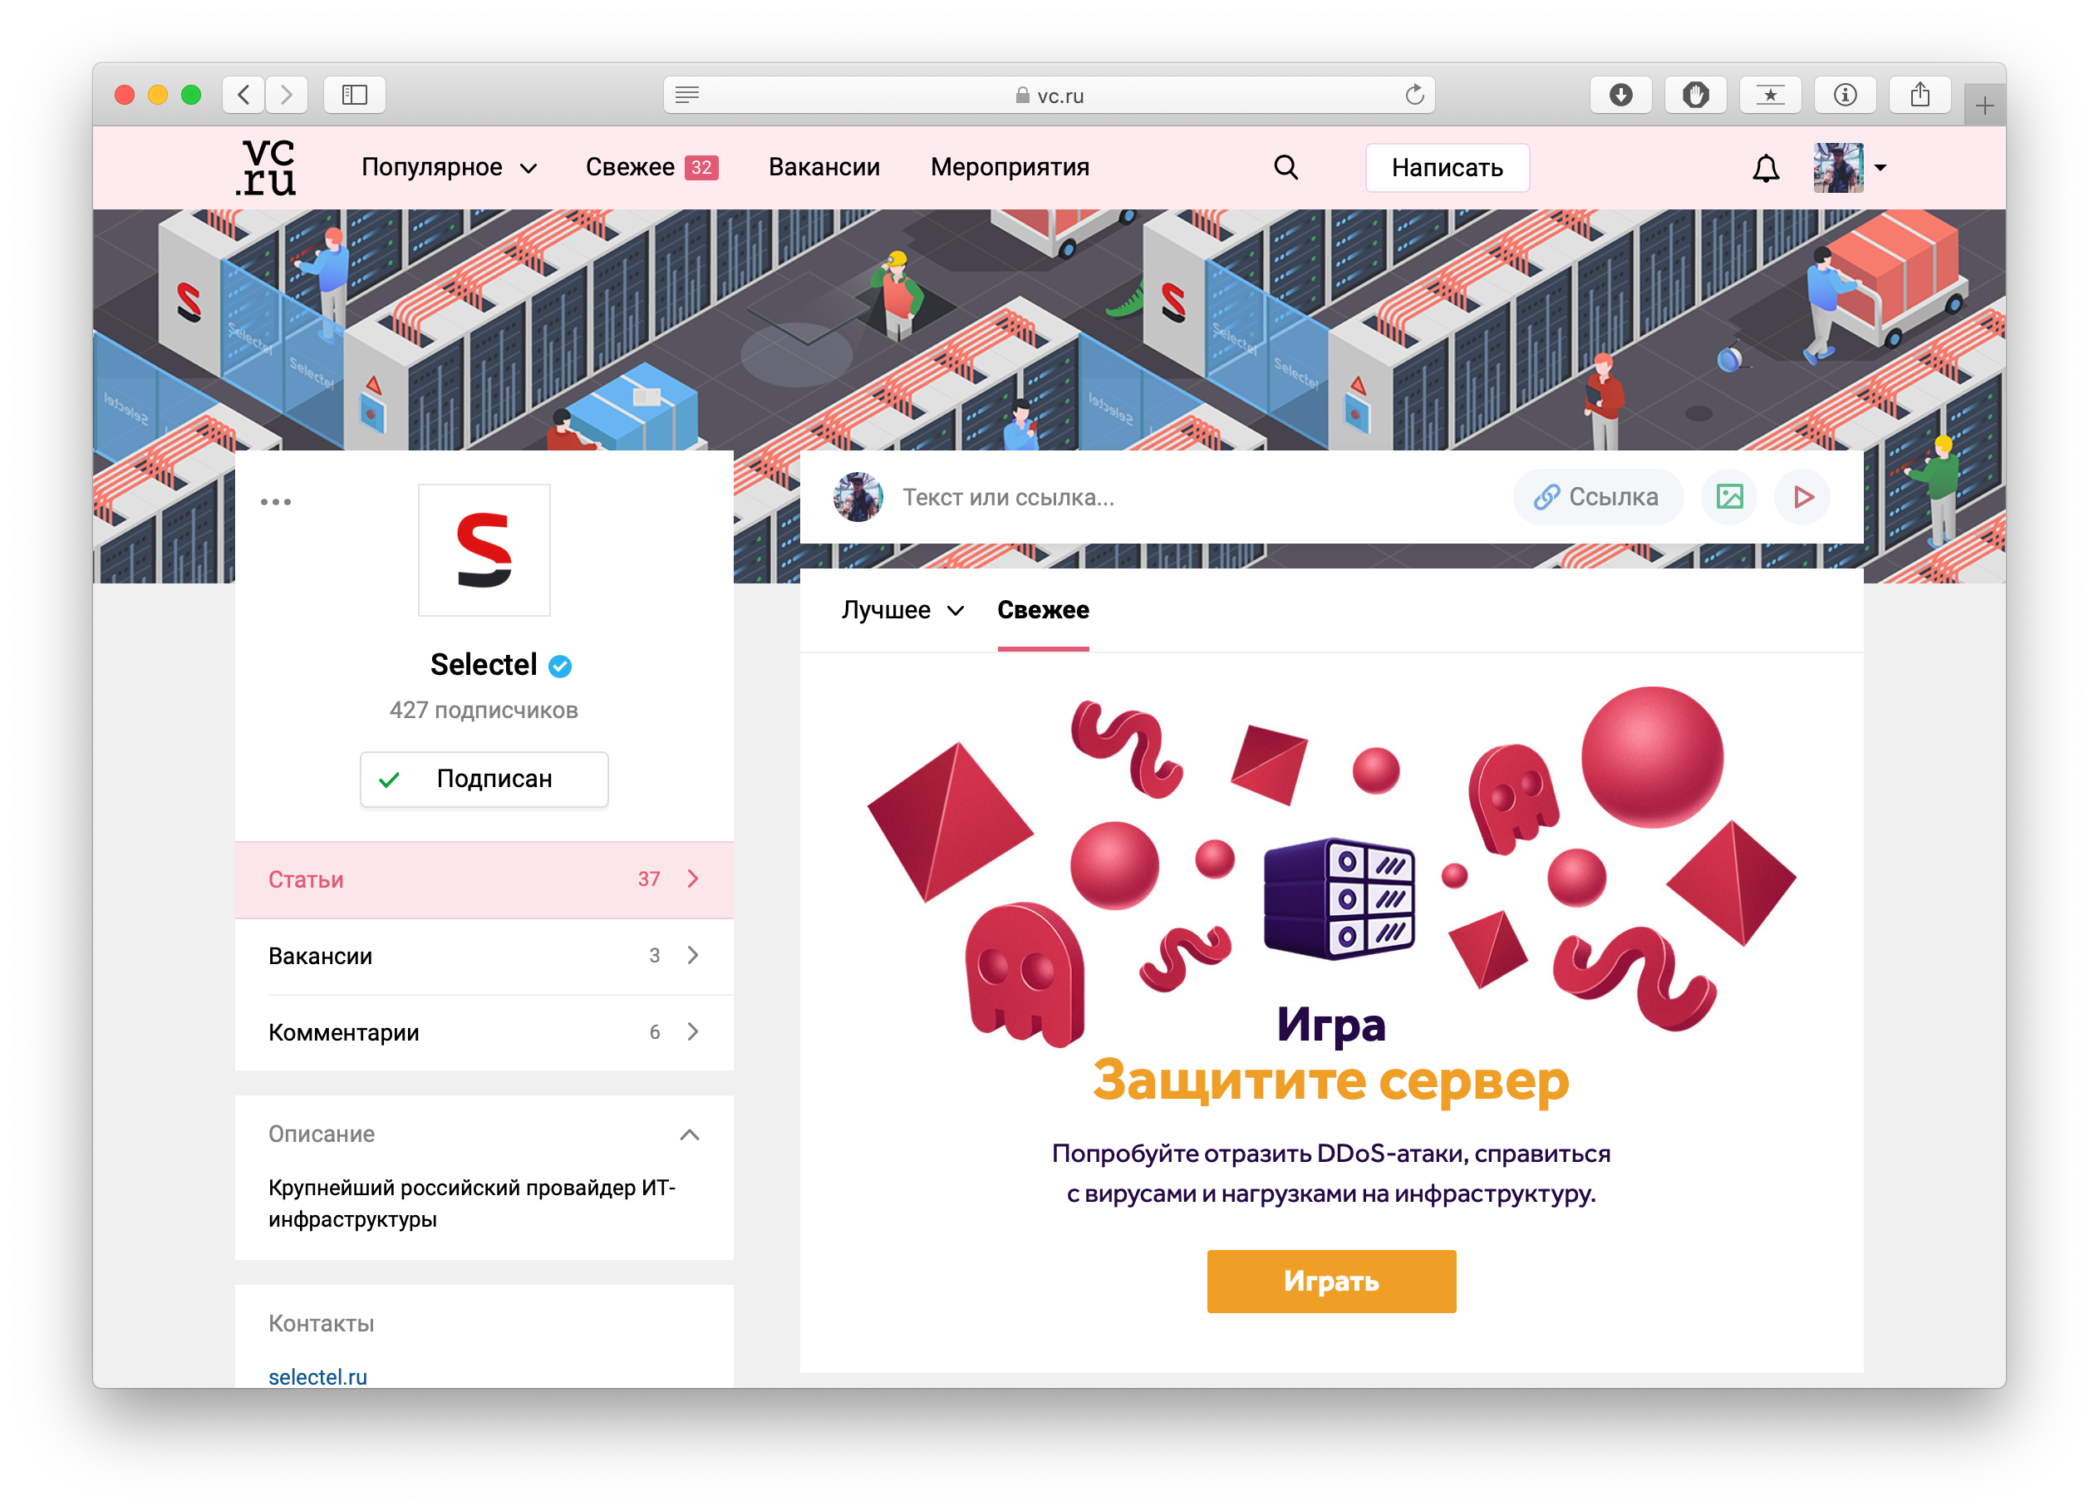 vc.ru
vc
.ru
Популярное
Свежее 32
Вакансии
Мероприятия
Написать
Selectel
Selectel
Selectel
Selectel
Selectel
Selectel
Текст или ссылка...
Ссылка
Selectel
427 подписчиков
Подписан
Статьи 37
Вакансии 3
Комментарии 6
Описание
Крупнейший российский провайдер ИТ-
инфраструктуры
Контакты
selectel.ru
Лучшее
Свежее
Игра
Защитите сервер
Попробуйте отразить DDoS-атаки, справиться
с вирусами и нагрузками на инфраструктуру.
Играть